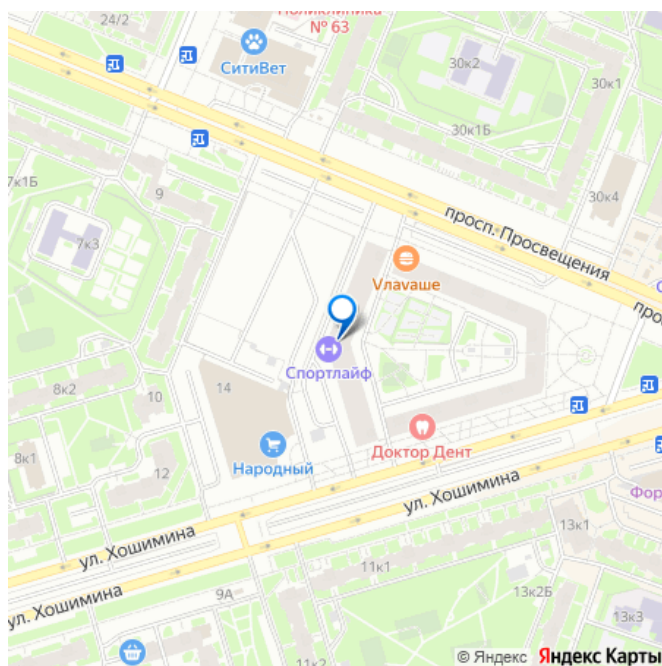 24/2
Поликлиника
№ 63
СитиВет
30к2
30к1
30к1Б
7к1Б
9
30к4
7к3
просп. Просвещения
Vлаvаше
Спортлайф
8к2
14
10
8к1
Доктор Дент
Народный
12
ул. Хошимина
ул. Хошимина
13к1
11к1
9А
13к2Б
ул. Хошимина
13к3
11к2
© Яндекс Яндекс Карты